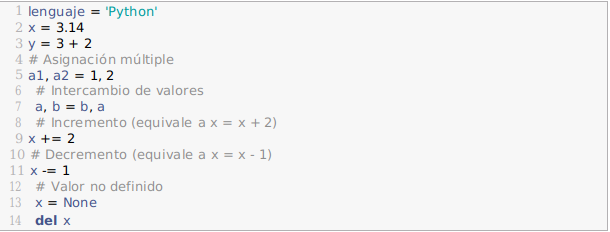 1 lenguaje = 'Python'
2 x = 3.14
3 y = 3 + 2
4 # Asignación múltiple
5 a1, a2 = 1, 2
6 # Intercambio de valores
7 a, b = b, a
8 # Incremento (equivale a x = x + 2)
9 x += 2
10 # Decremento (equivale a x = x - 1)
11 x -= 1
12 # Valor no definido
13 x = None
14 del x